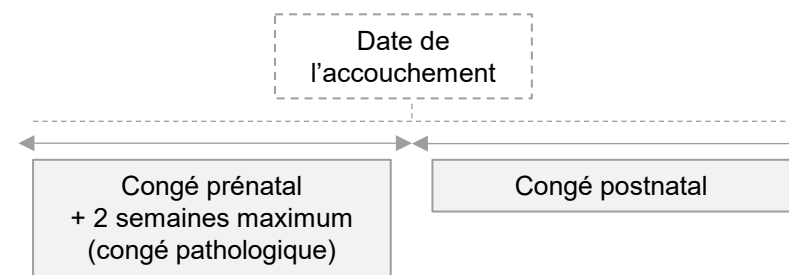 Date de
l’accouchement
Congé prénatal
+ 2 semaines maximum
(congé pathologique)
Congé postnatal